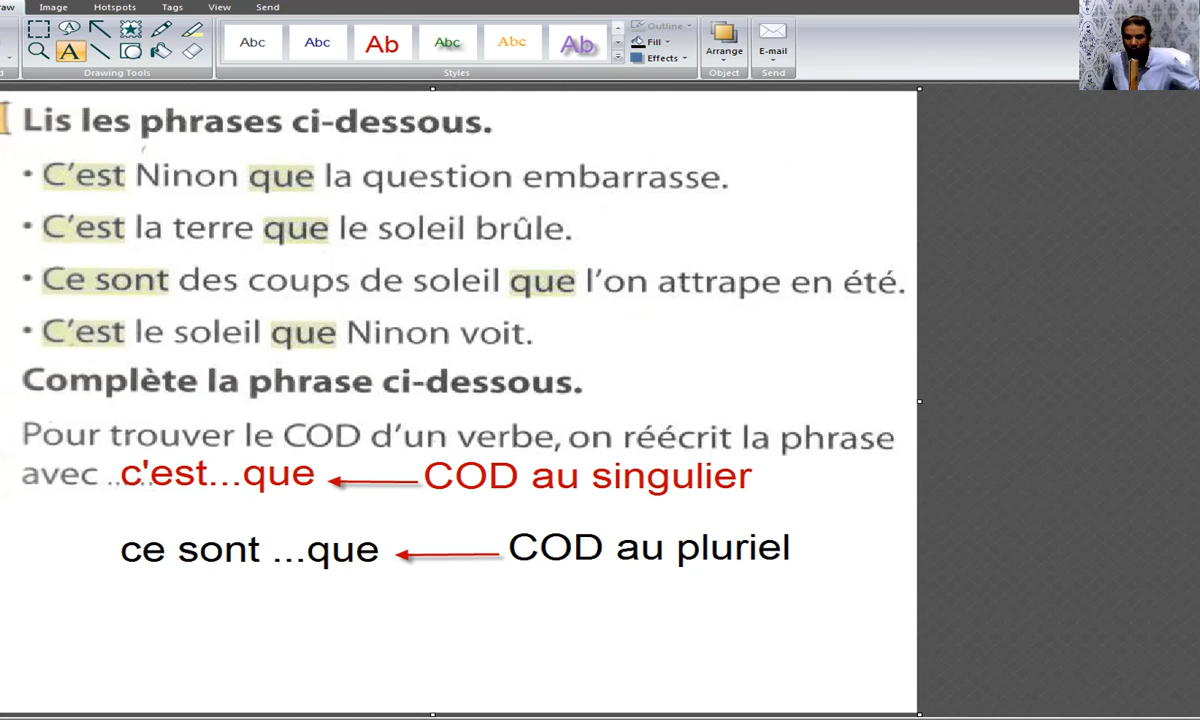 aw Image Hotspots Tags View Send
Abc Abc Ab Abc Abc Ab
Outline
Fill
Effects
Arrange E-mail
Drawing Tools Styles Object Send
Lis les phrases ci-dessous.
• C'est Ninon que la question embarrasse.
• C'est la terre que le soleil brûle.
• Ce sont des coups de soleil que l'on attrape en été.
• C'est le soleil que Ninon voit.
Complète la phrase ci-dessous.
Pour trouver le COD d'un verbe, on réécrit la phrase
avec ... c'est...que COD au singulier
ce sont ...que COD au pluriel